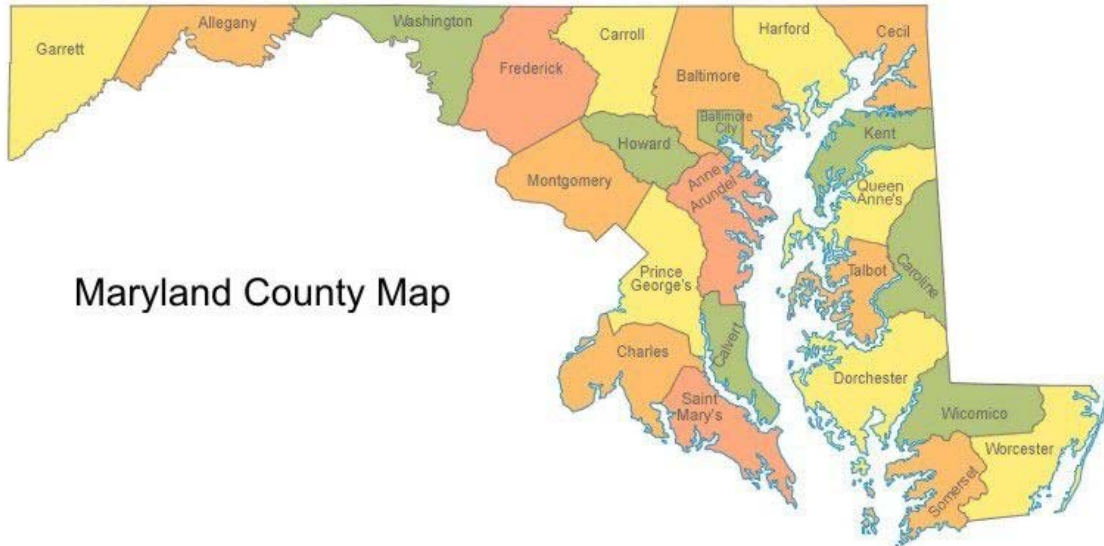 Garrett
Allegany
Washington
Frederick
Carroll
Baltimore
Harford
Cecil
Baltimore
City
Kent
Howard
Montgomery
Anne
Arundel
Queen
Anne's
Prince
George's
Talbot
Caroline
Maryland County Map
Charles
Calvert
Saint
Mary's
Dorchester
Wicomico
Worcester
Somerset